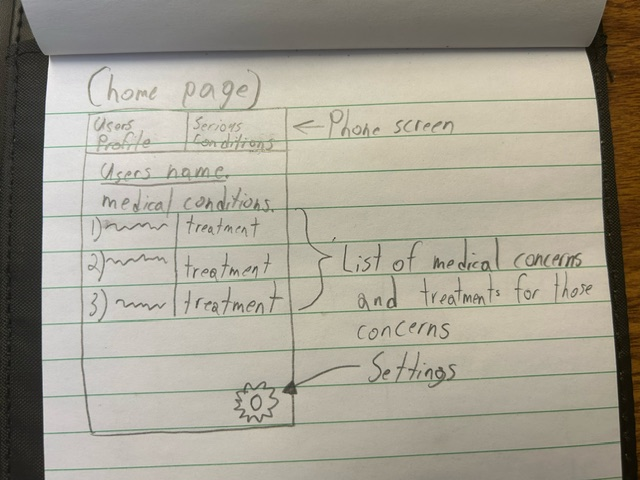 (home page)
Users Profile
Serious Conditions
← Phone screen
Users name.
medical conditions.
1) treatment
2) treatment
3) treatment
List of medical concerns
and treatments for those
concerns
Settings